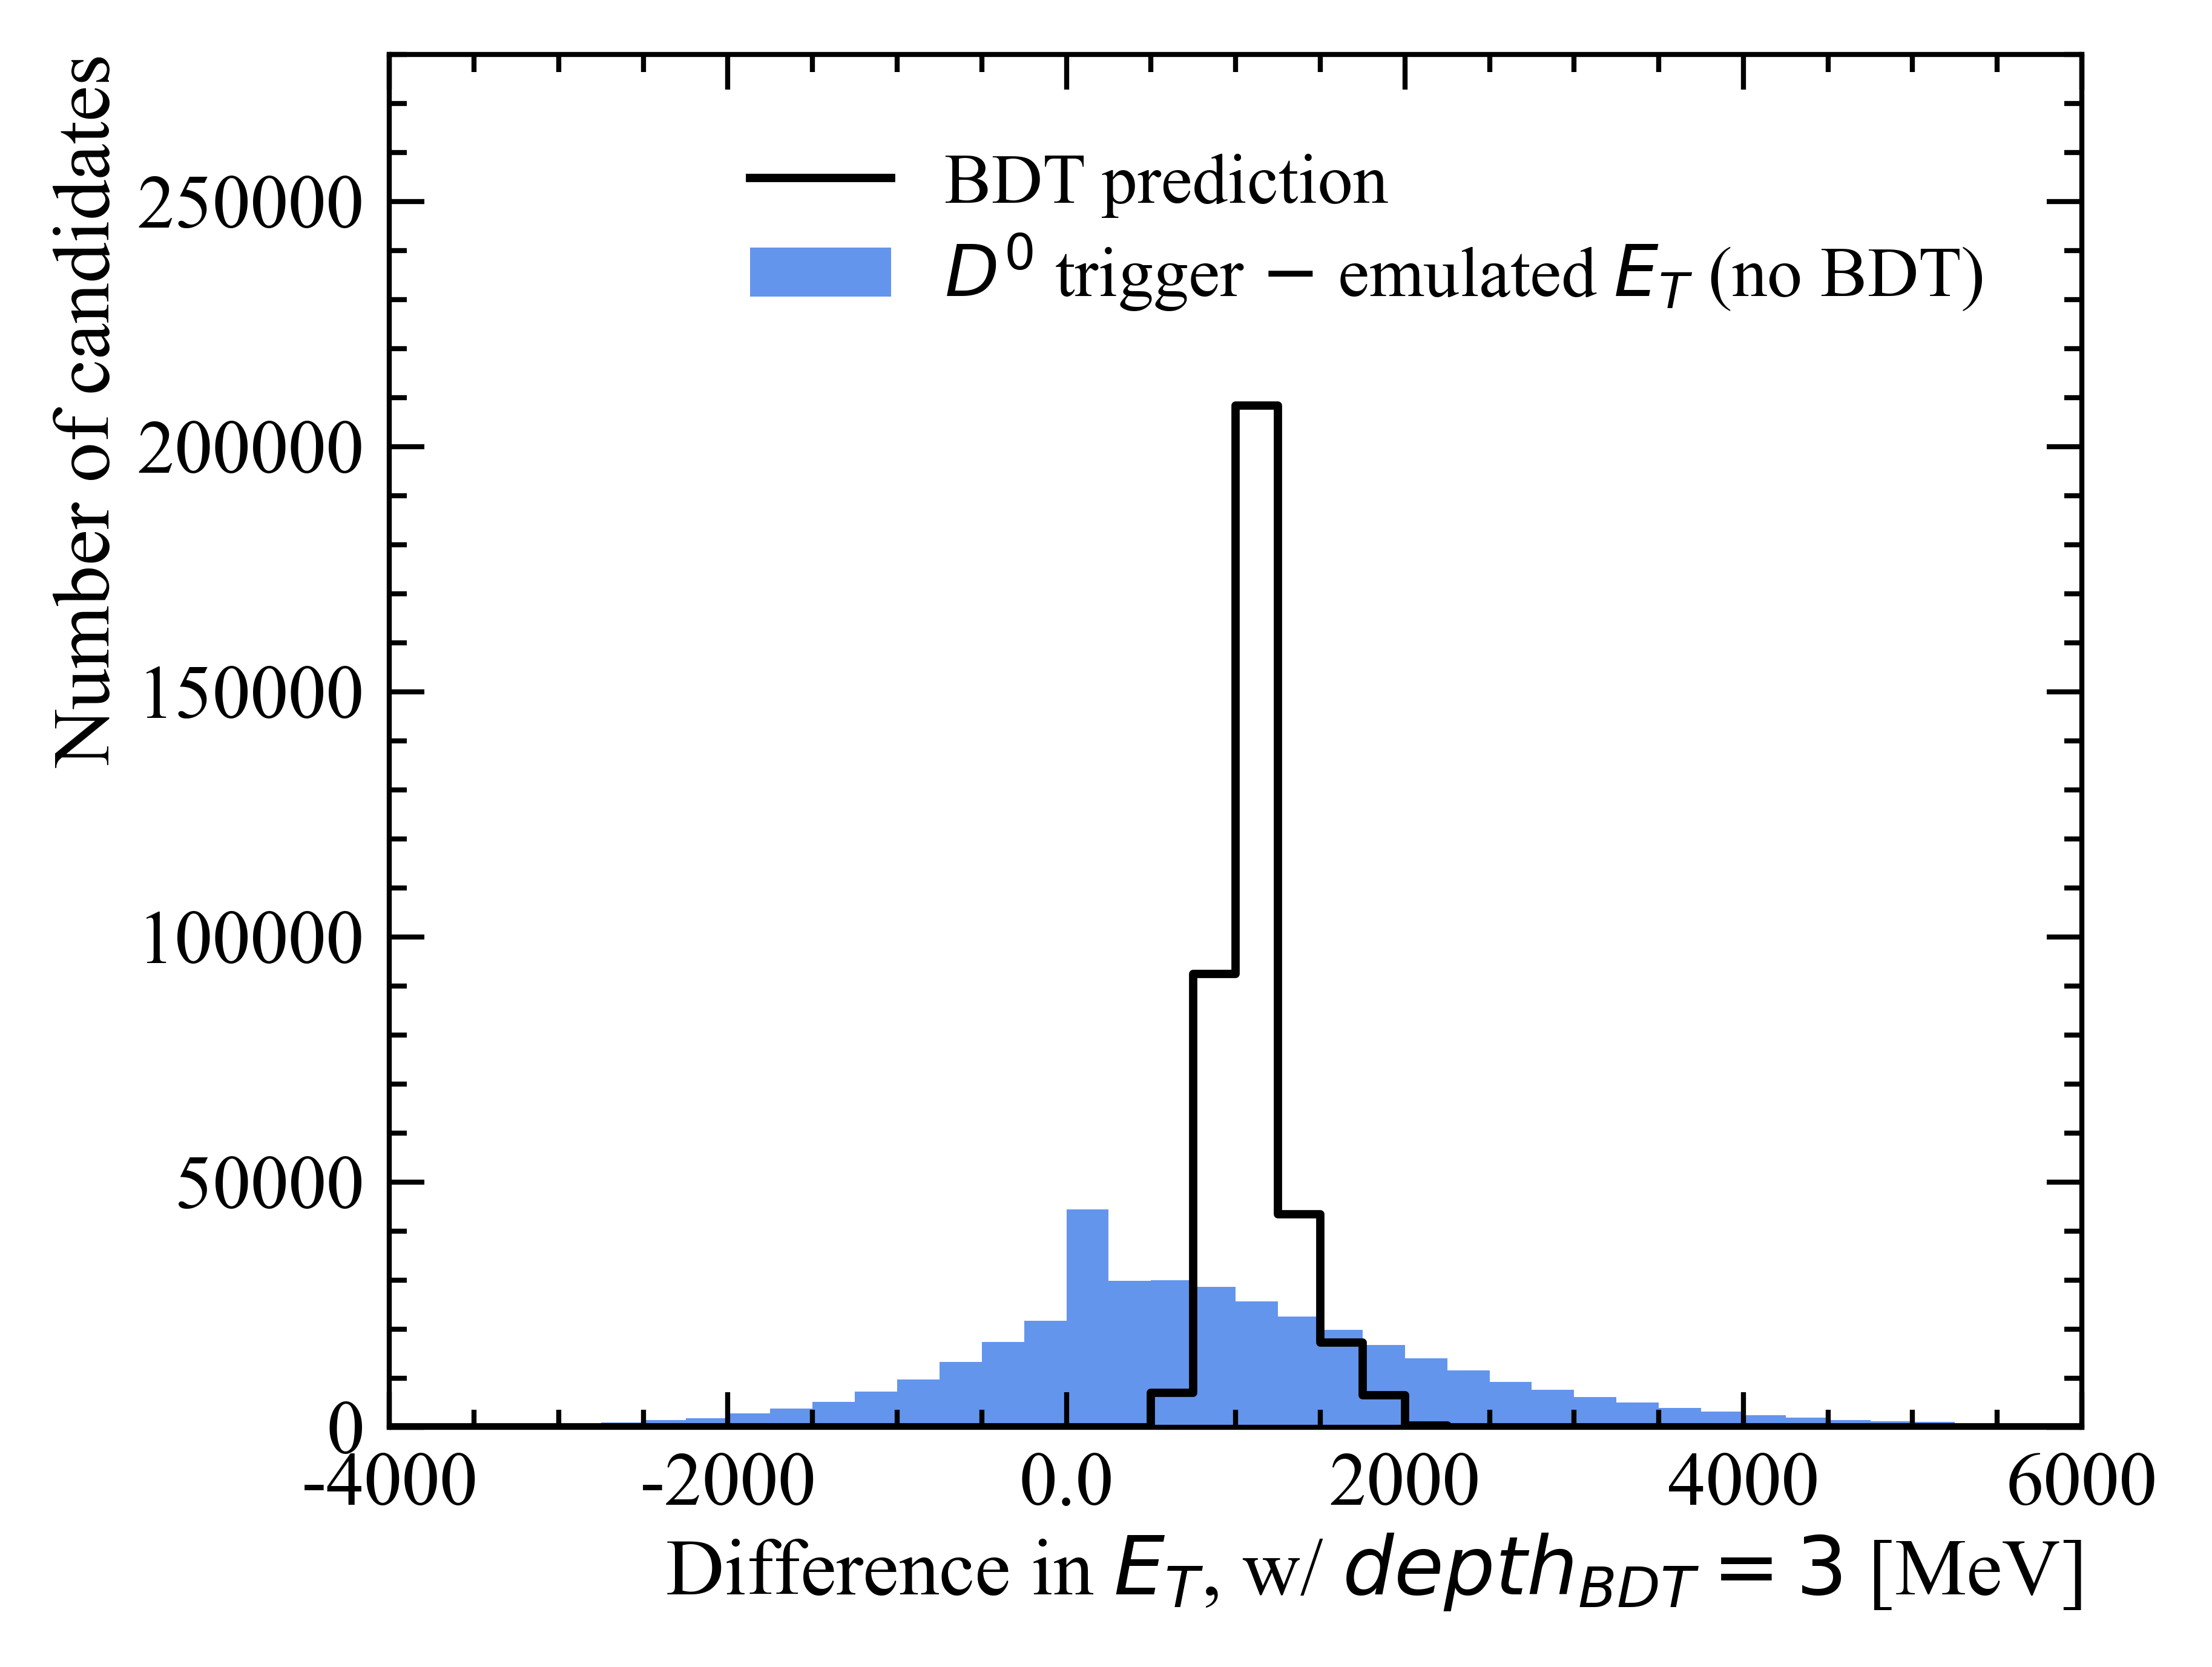 Number of candidates
250000
200000
150000
100000
50000
0
BDT prediction
D⁰ trigger − emulated E_T (no BDT)
-4000 -2000 0.0 2000 4000 6000
Difference in E_T, w/ depth_BDT = 3 [MeV]